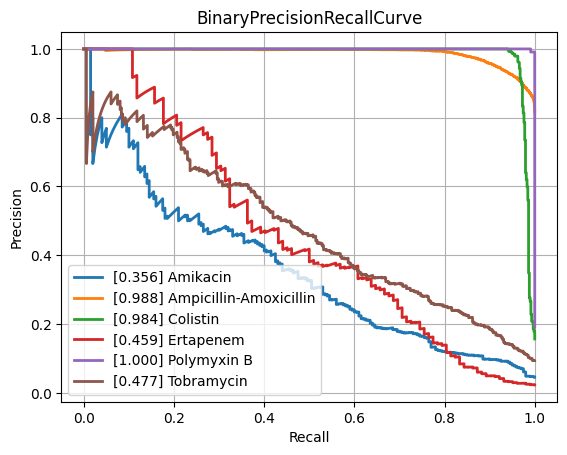 BinaryPrecisionRecallCurve
1.0
0.8
0.6
0.4
0.2
0.0
Precision
[0.356] Amikacin
[0.988] Ampicillin-Amoxicillin
[0.984] Colistin
[0.459] Ertapenem
[1.000] Polymyxin B
[0.477] Tobramycin
0.0 0.2 0.4 0.6 0.8 1.0
Recall